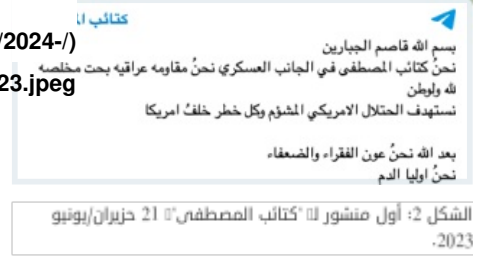 كتائب ا
2024-/)
بسم الله قاصم الجبارين
23.jpeg
نحنُ كتائب المصطفى في الجانب العسكري نحنُ مقاومه عراقيه بحت مخلصه
لله ولوطن
نستهدف الحتلال الامريكي المشؤم وكل خطر خلفُ امريكا
بعد الله نحنُ عون الفقراء والضعفاء
نحنُ اوليا الدم
الشكل 2: أول منشور لـ "كتائب المصطفى" 21 حزيران/يونيو
2023.